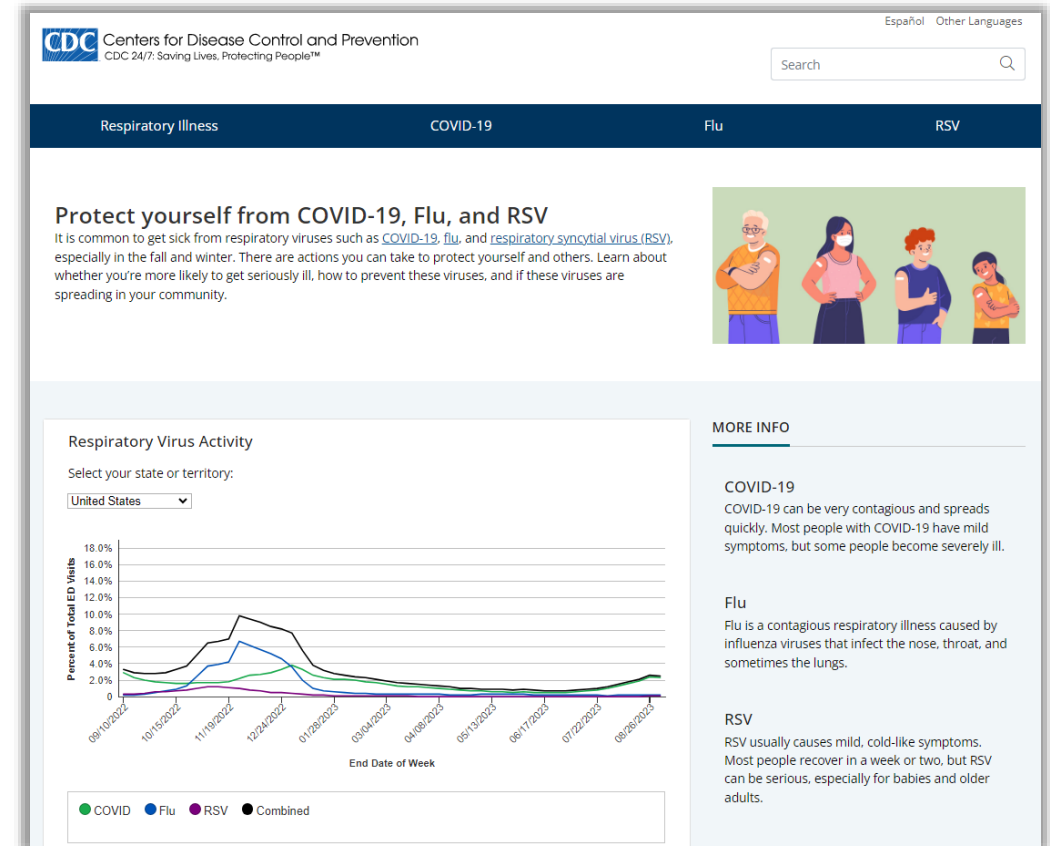 Español Other Languages
CDC Centers for Disease Control and Prevention
CDC 24/7: Saving Lives, Protecting People™
Search
Respiratory Illness COVID-19 Flu RSV
Protect yourself from COVID-19, Flu, and RSV
It is common to get sick from respiratory viruses such as COVID-19, flu, and respiratory syncytial virus (RSV),
especially in the fall and winter. There are actions you can take to protect yourself and others. Learn about
whether you're more likely to get seriously ill, how to prevent these viruses, and if these viruses are
spreading in your community.
Respiratory Virus Activity
Select your state or territory:
United States
Percent of Total ED Visits
18.0%
16.0%
14.0%
12.0%
10.0%
8.0%
6.0%
4.0%
2.0%
0
09/10/2022 10/15/2022 11/19/2022 12/24/2022 01/28/2023 03/04/2023 04/08/2023 05/13/2023 06/17/2023 07/22/2023 08/26/2023
End Date of Week
COVID Flu RSV Combined
MORE INFO
COVID-19
COVID-19 can be very contagious and spreads
quickly. Most people with COVID-19 have mild
symptoms, but some people become severely ill.
Flu
Flu is a contagious respiratory illness caused by
influenza viruses that infect the nose, throat, and
sometimes the lungs.
RSV
RSV usually causes mild, cold-like symptoms.
Most people recover in a week or two, but RSV
can be serious, especially for babies and older
adults.